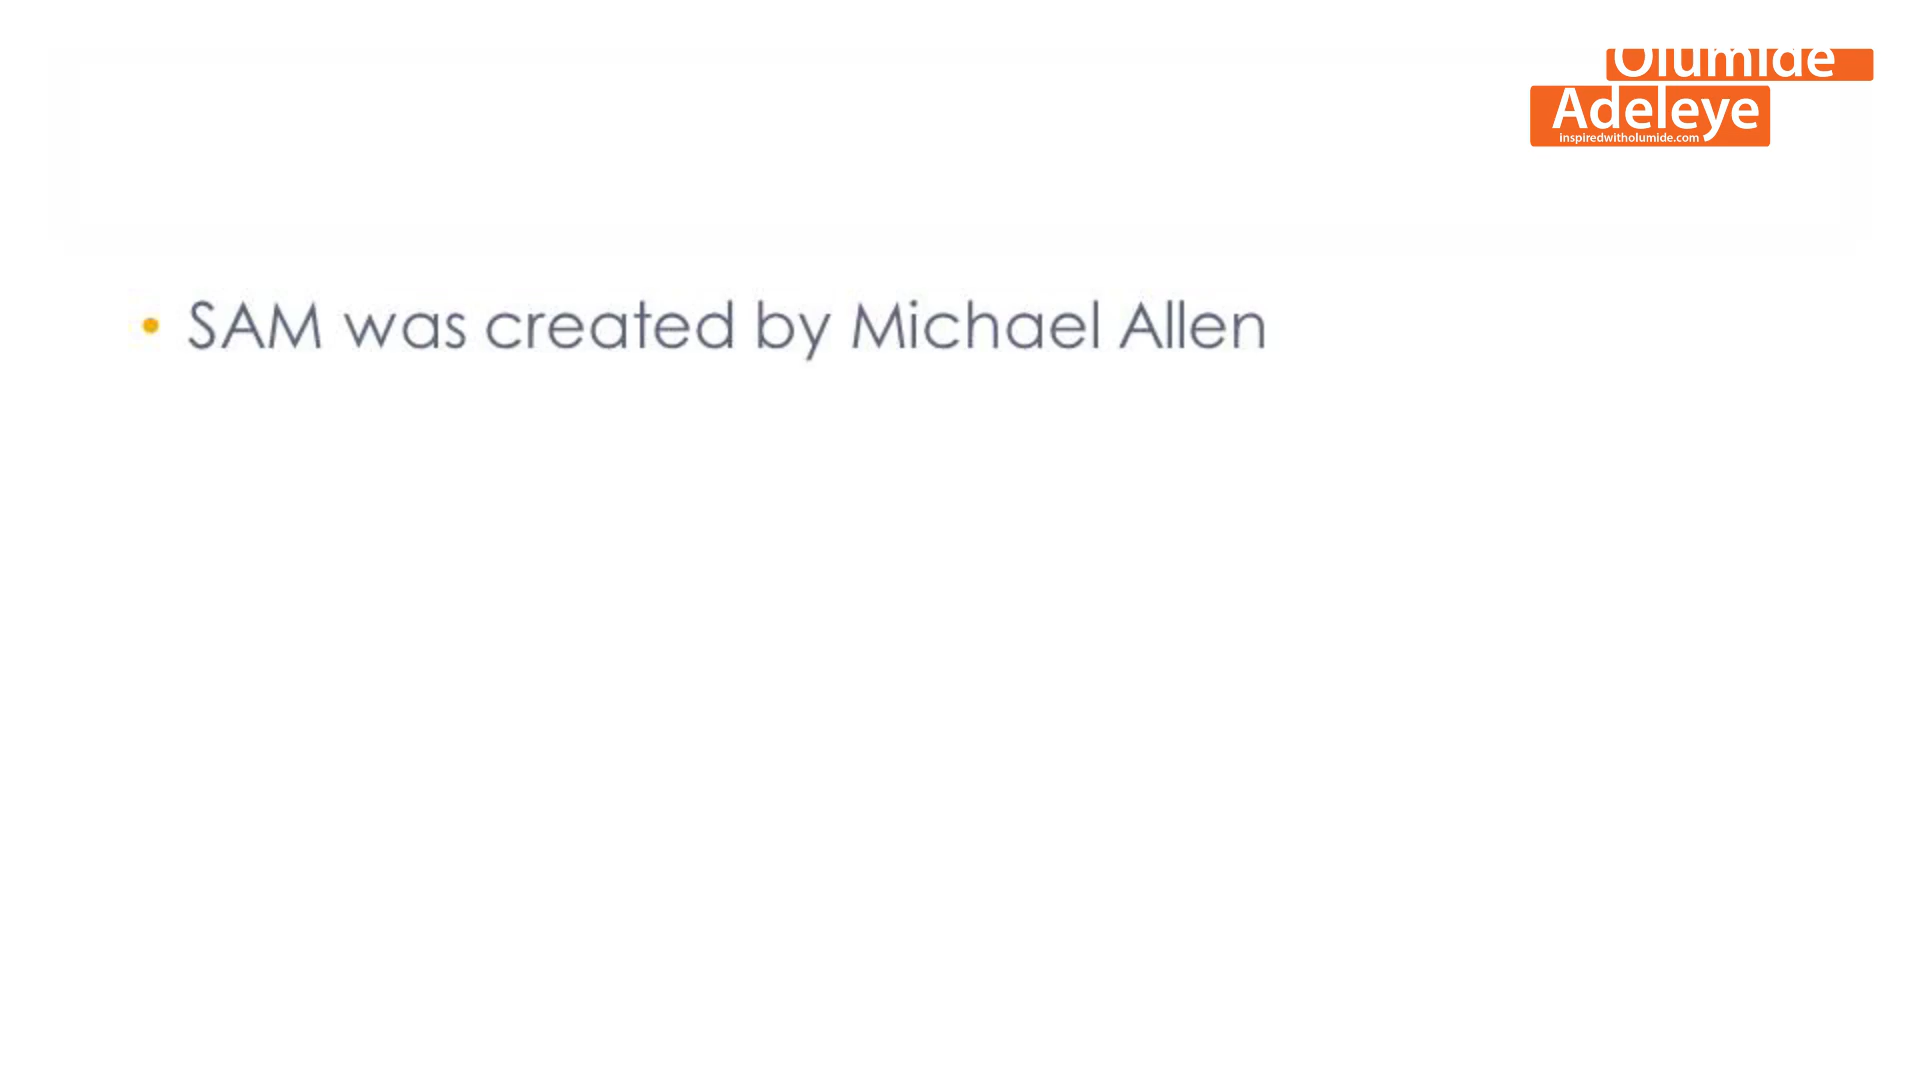 Olumide
Adeleye
inspiredwitholumide.com
• SAM was created by Michael Allen